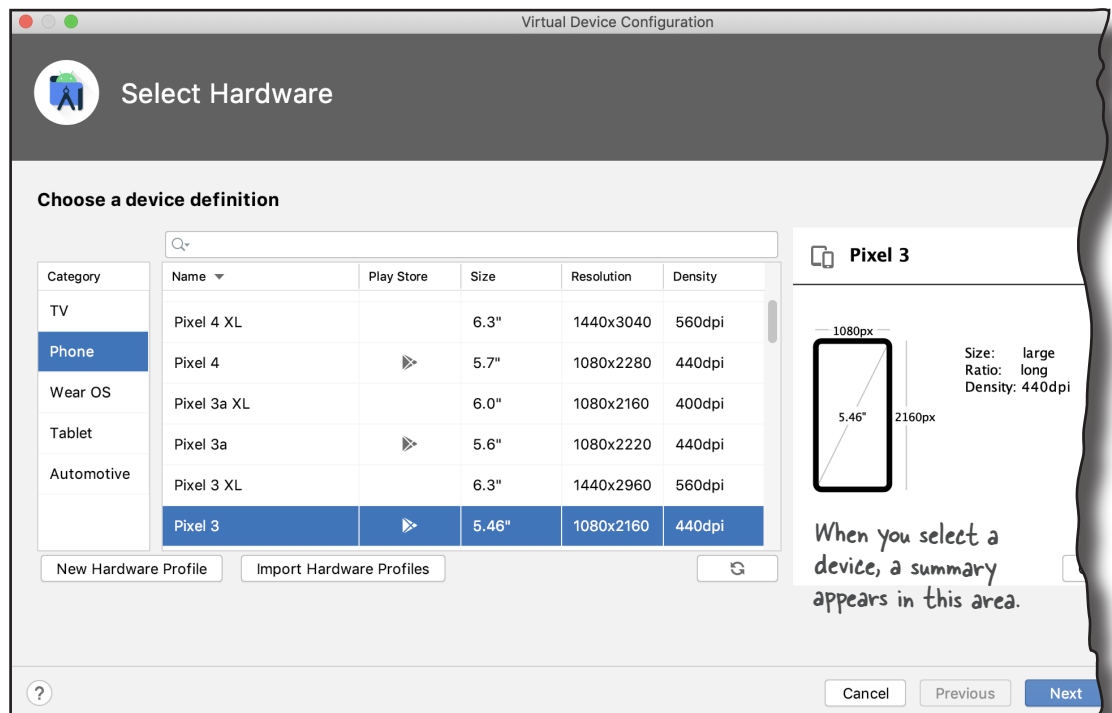 Virtual Device Configuration
Select Hardware
Choose a device definition
Category
TV
Phone
Wear OS
Tablet
Automotive
Name Play Store Size Resolution Density
Pixel 4 XL 6.3" 1440x3040 560dpi
Pixel 4 5.7" 1080x2280 440dpi
Pixel 3a XL 6.0" 1080x2160 400dpi
Pixel 3a 5.6" 1080x2220 440dpi
Pixel 3 XL 6.3" 1440x2960 560dpi
Pixel 3 5.46" 1080x2160 440dpi
New Hardware Profile Import Hardware Profiles
Pixel 3
1080px
5.46" 2160px
Size: large
Ratio: long
Density: 440dpi
When you select a
device, a summary
appears in this area.
? Cancel Previous Next